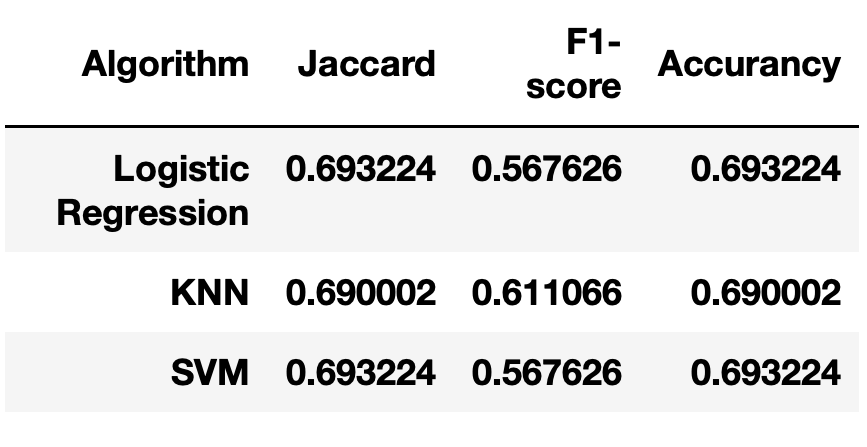 Algorithm Jaccard F1-score Accurancy
Logistic Regression 0.693224 0.567626 0.693224
KNN 0.690002 0.611066 0.690002
SVM 0.693224 0.567626 0.693224